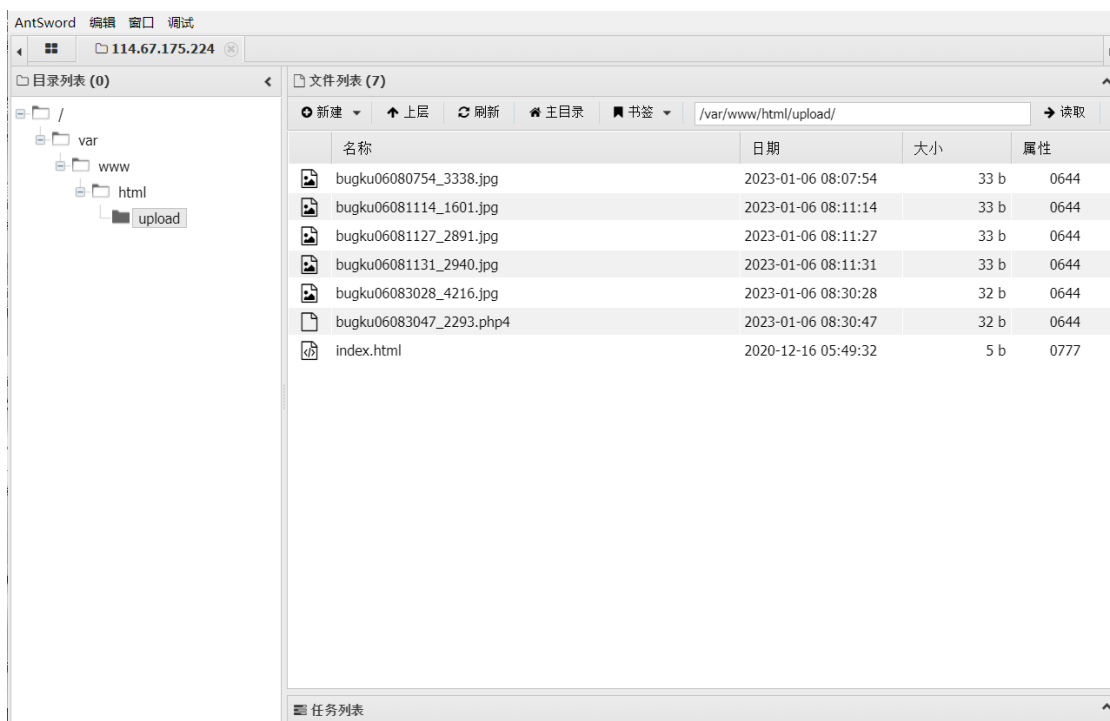 AntSword 编辑 窗口 调试
114.67.175.224
目录列表 (0)
文件列表 (7)
新建 上层 刷新 主目录 书签 /var/www/html/upload/ 读取
/
var
www
html
upload
名称 日期 大小 属性
bugku06080754_3338.jpg 2023-01-06 08:07:54 33 b 0644
bugku06081114_1601.jpg 2023-01-06 08:11:14 33 b 0644
bugku06081127_2891.jpg 2023-01-06 08:11:27 33 b 0644
bugku06081131_2940.jpg 2023-01-06 08:11:31 33 b 0644
bugku06083028_4216.jpg 2023-01-06 08:30:28 32 b 0644
bugku06083047_2293.php4 2023-01-06 08:30:47 32 b 0644
index.html 2020-12-16 05:49:32 5 b 0777
任务列表